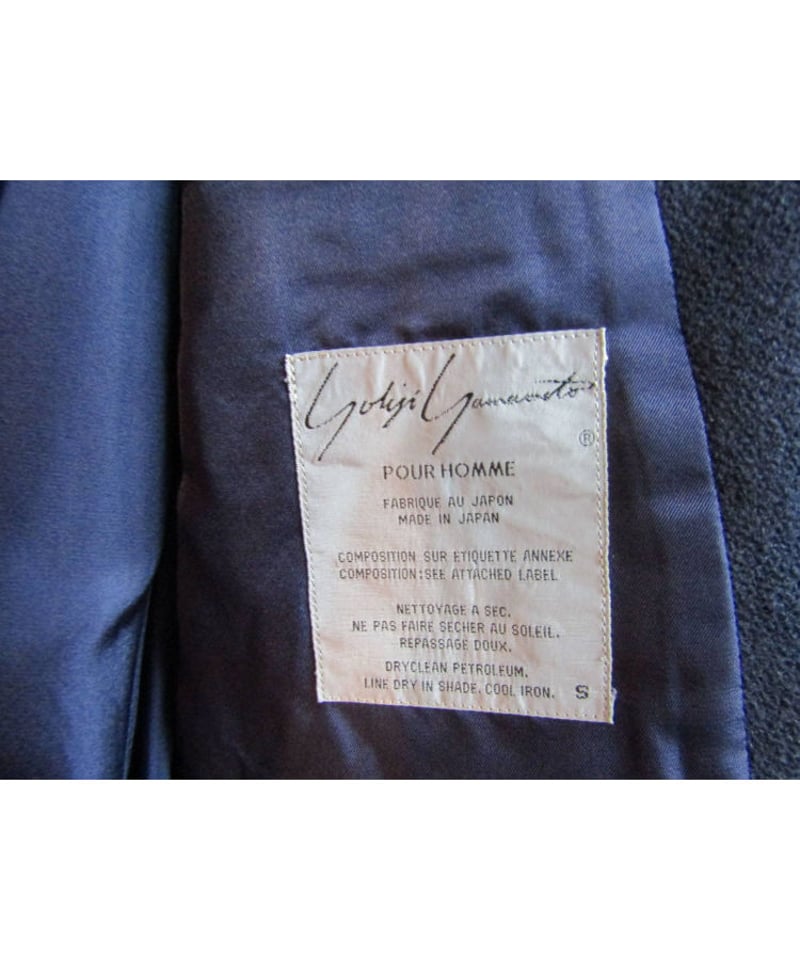 Yohji Yamamoto
®
POUR HOMME
FABRIQUE AU JAPON
MADE IN JAPAN
COMPOSITION SUR ETIQUETTE ANNEXE
COMPOSITION:SEE ATTACHED LABEL
NETTOYAGE A SEC.
NE PAS FAIRE SECHER AU SOLEIL.
REPASSAGE DOUX.
DRYCLEAN PETROLEUM.
LINE DRY IN SHADE. COOL IRON. S